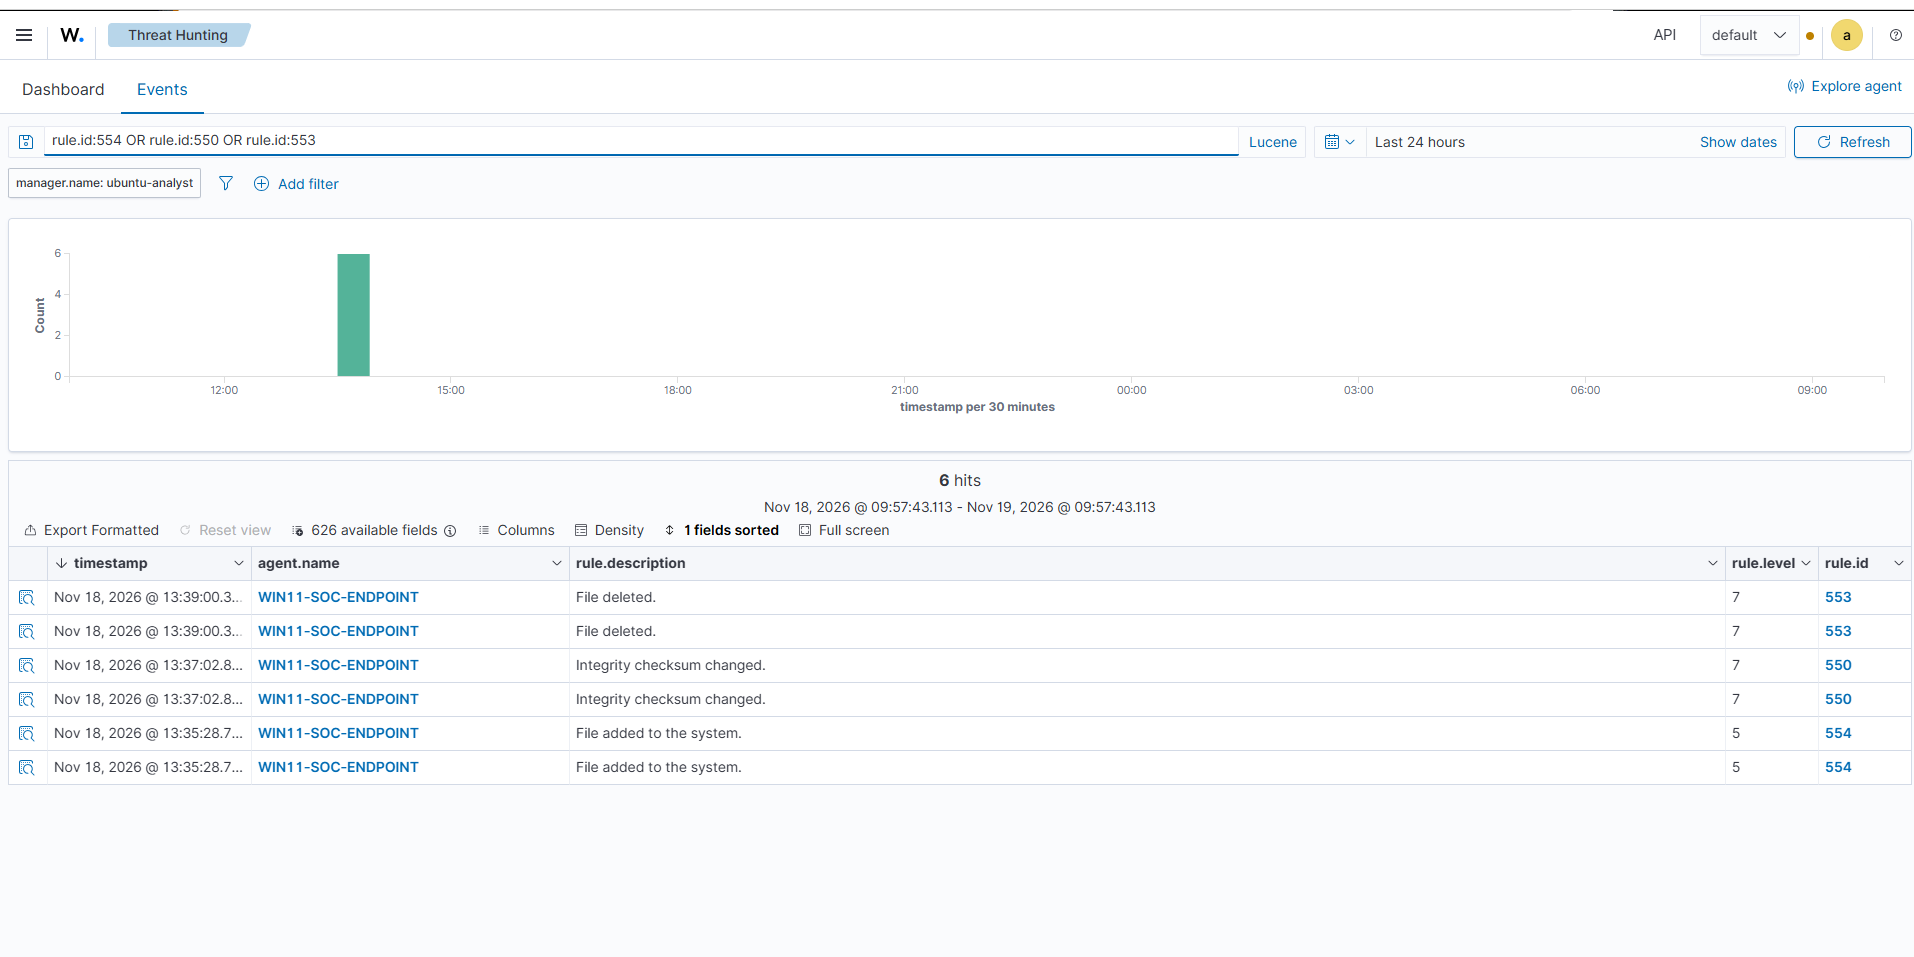 W. Threat Hunting API default a
Dashboard Events Explore agent
rule.id:554 OR rule.id:550 OR rule.id:553 Lucene Last 24 hours Show dates Refresh
manager.name: ubuntu-analyst Add filter
6
4
2
0
Count
12:00 15:00 18:00 21:00 00:00 03:00 06:00 09:00
timestamp per 30 minutes
6 hits
Nov 18, 2026 @ 09:57:43.113 - Nov 19, 2026 @ 09:57:43.113
Export Formatted Reset view 626 available fields Columns Density 1 fields sorted Full screen
timestamp agent.name rule.description rule.level rule.id
Nov 18, 2026 @ 13:39:00.3... WIN11-SOC-ENDPOINT File deleted. 7 553
Nov 18, 2026 @ 13:39:00.3... WIN11-SOC-ENDPOINT File deleted. 7 553
Nov 18, 2026 @ 13:37:02.8... WIN11-SOC-ENDPOINT Integrity checksum changed. 7 550
Nov 18, 2026 @ 13:37:02.8... WIN11-SOC-ENDPOINT Integrity checksum changed. 7 550
Nov 18, 2026 @ 13:35:28.7... WIN11-SOC-ENDPOINT File added to the system. 5 554
Nov 18, 2026 @ 13:35:28.7... WIN11-SOC-ENDPOINT File added to the system. 5 554